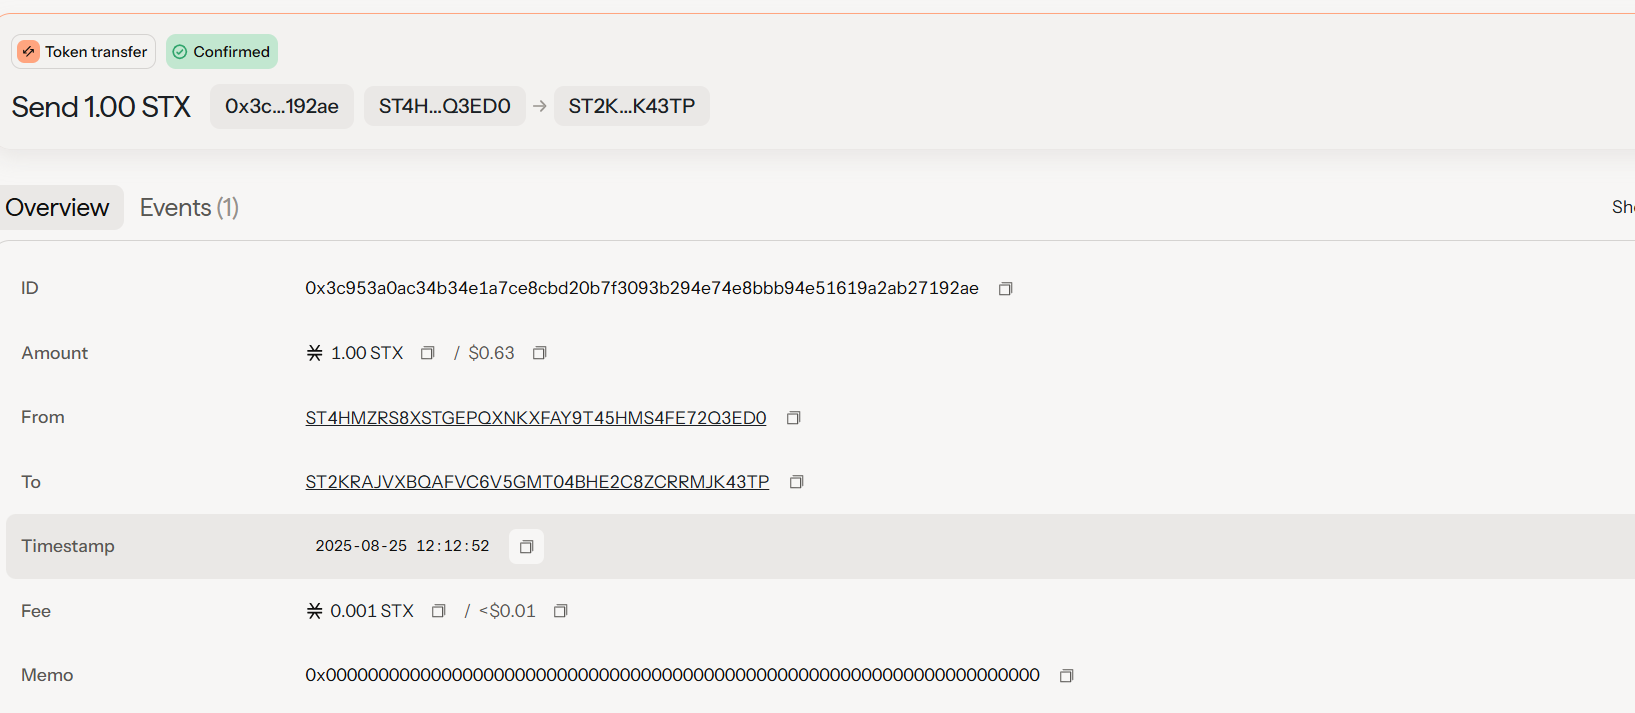 Token transfer Confirmed
Send 1.00 STX 0x3c...192ae ST4H...Q3ED0 → ST2K...K43TP
Overview Events (1)
ID 0x3c953a0ac34b34e1a7ce8cbd20b7f3093b294e74e8bbb94e51619a2ab27192ae
Amount 1.00 STX / $0.63
From ST4HMZRS8XSTGEPQXNKXFAY9T45HMS4FE72Q3ED0
To ST2KRAJVXBQAFVC6V5GMT04BHE2C8ZCRRMJK43TP
Timestamp 2025-08-25 12:12:52
Fee 0.001 STX / <$0.01
Memo 0x00000000000000000000000000000000000000000000000000000000000000000000